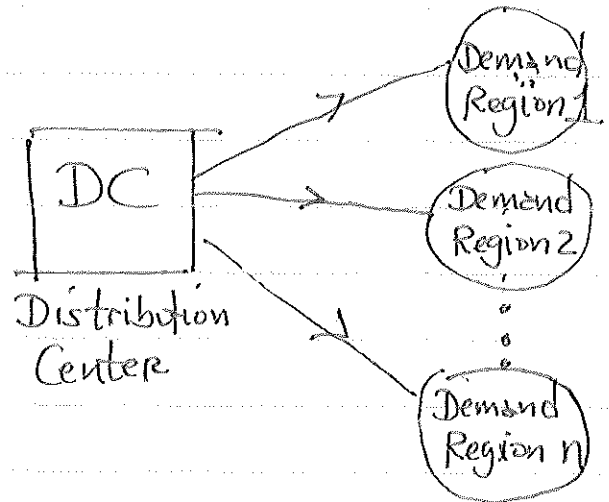 Demand
Region 1
DC
Demand
Region 2
Distribution
Center
Demand
Region n